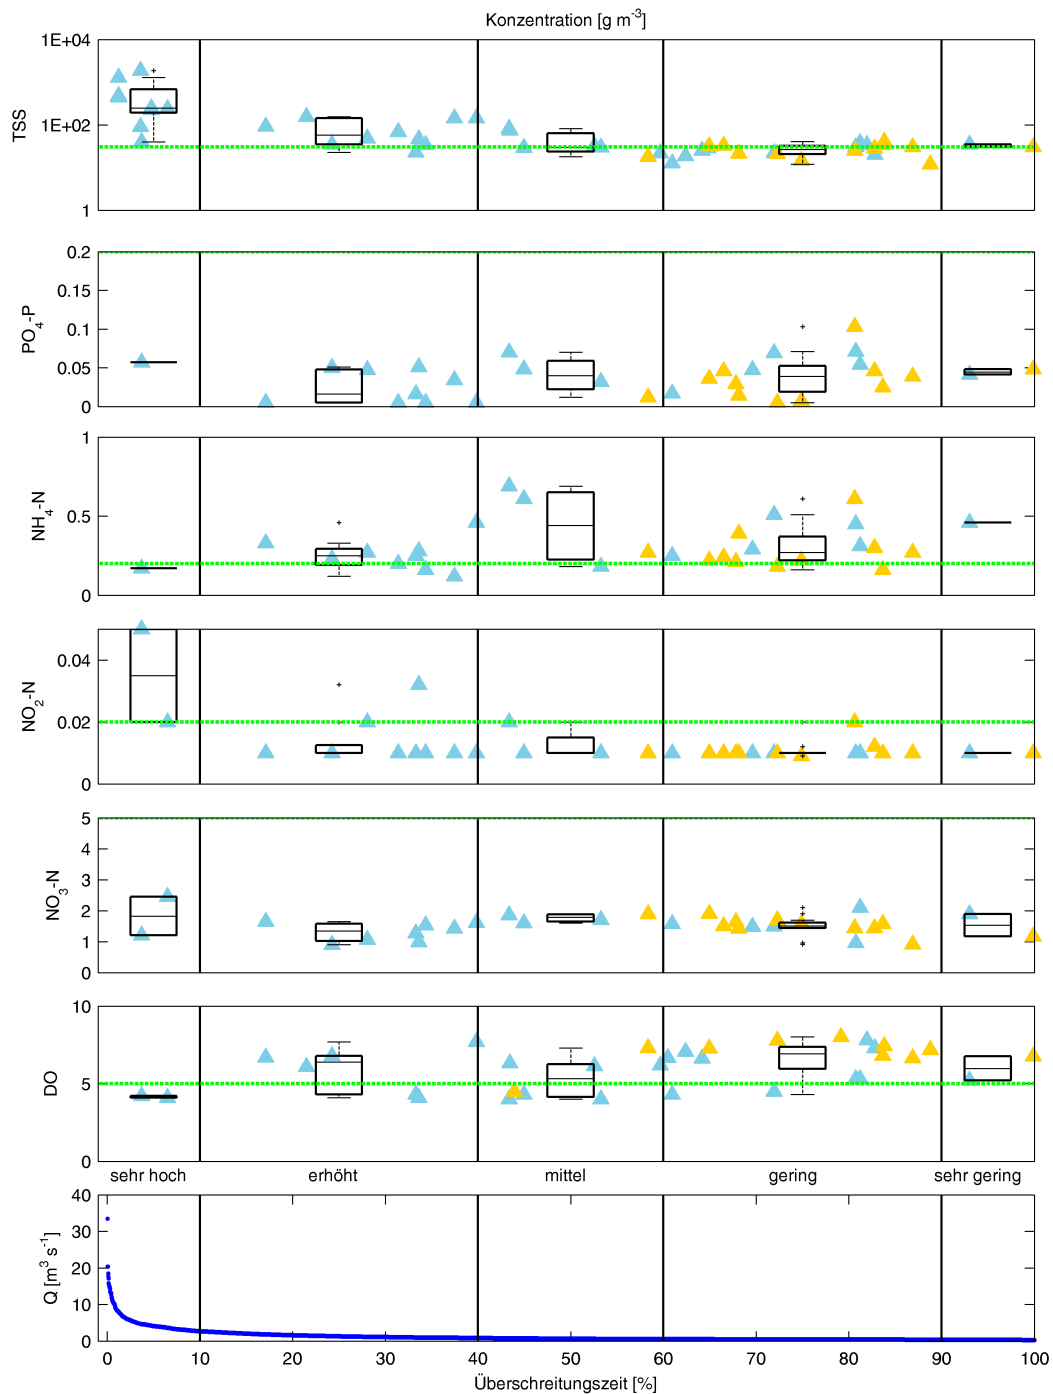 Konzentration [g m-3]
1E+04
1E+02
1
TSS
0.2
0.15
0.1
0.05
0
PO4-P
1
0.5
0
NH4-N
0.04
0.02
0
NO2-N
5
4
3
2
1
0
NO3-N
10
5
0
DO
sehr hoch erhöht mittel gering sehr gering
40
30
20
10
0
Q [m3 s-1]
0 10 20 30 40 50 60 70 80 90 100
Überschreitungszeit [%]